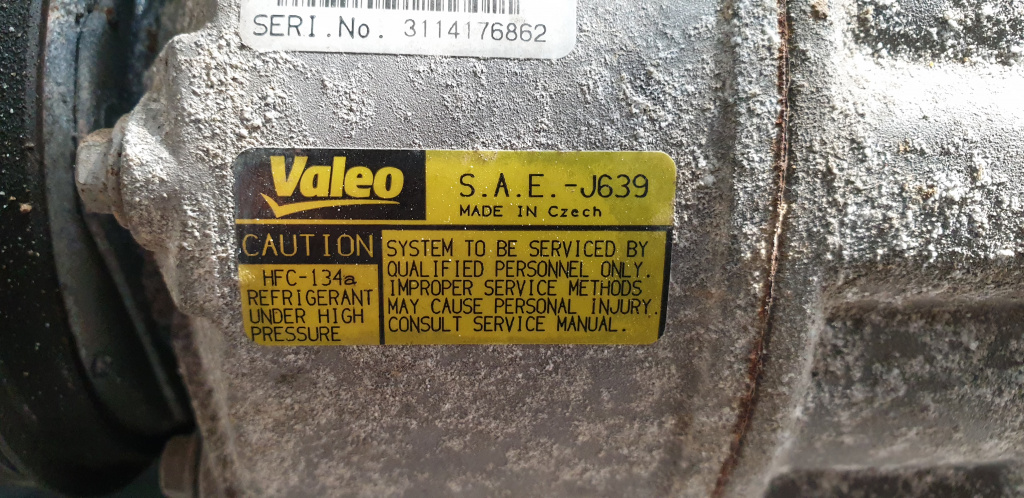 SERI.No. 3114176862
Valeo
S.A.E.-J639
MADE IN Czech
CAUTION
HFC-134a
REFRIGERANT
UNDER HIGH
PRESSURE
SYSTEM TO BE SERVICED BY
QUALIFIED PERSONNEL ONLY.
IMPROPER SERVICE METHODS
MAY CAUSE PERSONAL INJURY.
CONSULT SERVICE MANUAL.